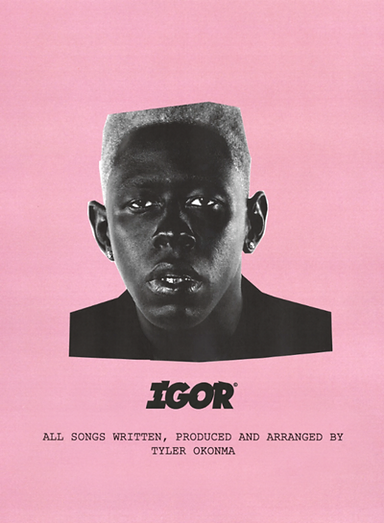 IGOR®
ALL SONGS WRITTEN, PRODUCED AND ARRANGED BY
TYLER OKONMA